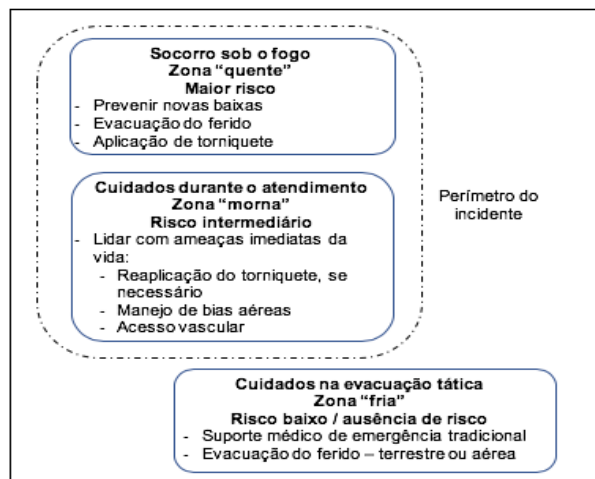 Socorro sob o fogo
Zona “quente”
Maior risco
- Prevenir novas baixas
- Evacuação do ferido
- Aplicação de torniquete
Cuidados durante o atendimento
Zona “morna”
Risco intermediário
- Lidar com ameaças imediatas da
vida:
- Reaplicação do torniquete, se
necessário
- Manejo de bias aéreas
- Acesso vascular
Perímetro do
incidente
Cuidados na evacuação tática
Zona “fria”
Risco baixo / ausência de risco
- Suporte médico de emergência tradicional
- Evacuação do ferido – terrestre ou aérea